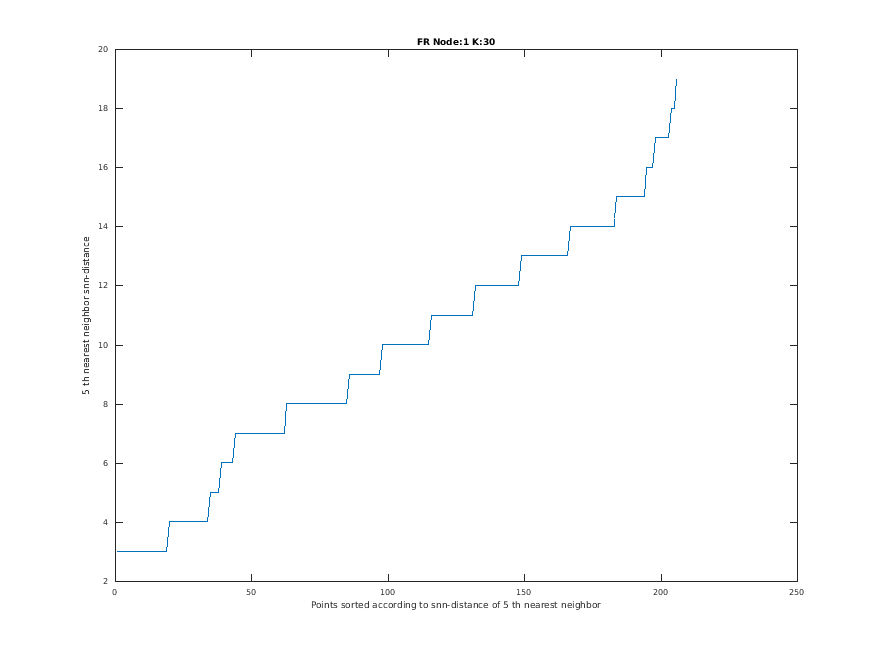 FR Node:1 K:30
20
18
16
14
12
10
8
6
4
2
5 th nearest neighbor snn-distance
0 50 100 150 200 250
Points sorted according to snn-distance of 5 th nearest neighbor